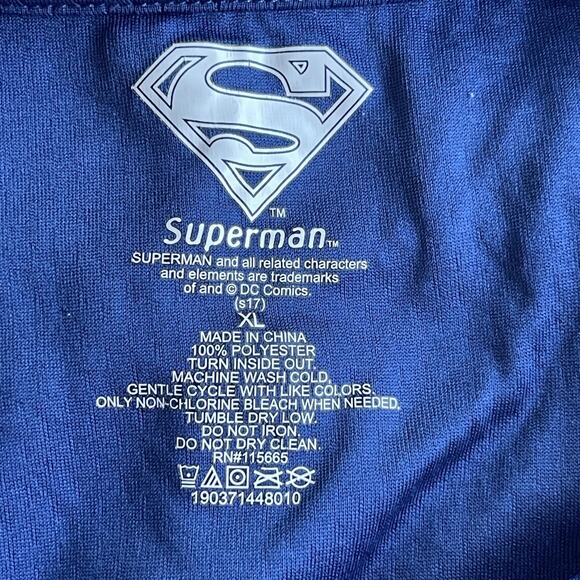 S
TM
Superman TM
SUPERMAN and all related characters
and elements are trademarks
of and © DC Comics.
(s17)
XL
MADE IN CHINA
100% POLYESTER
TURN INSIDE OUT.
MACHINE WASH COLD,
GENTLE CYCLE WITH LIKE COLORS.
ONLY NON-CHLORINE BLEACH WHEN NEEDED,
TUMBLE DRY LOW.
DO NOT IRON.
DO NOT DRY CLEAN.
RN#115665
190371448010